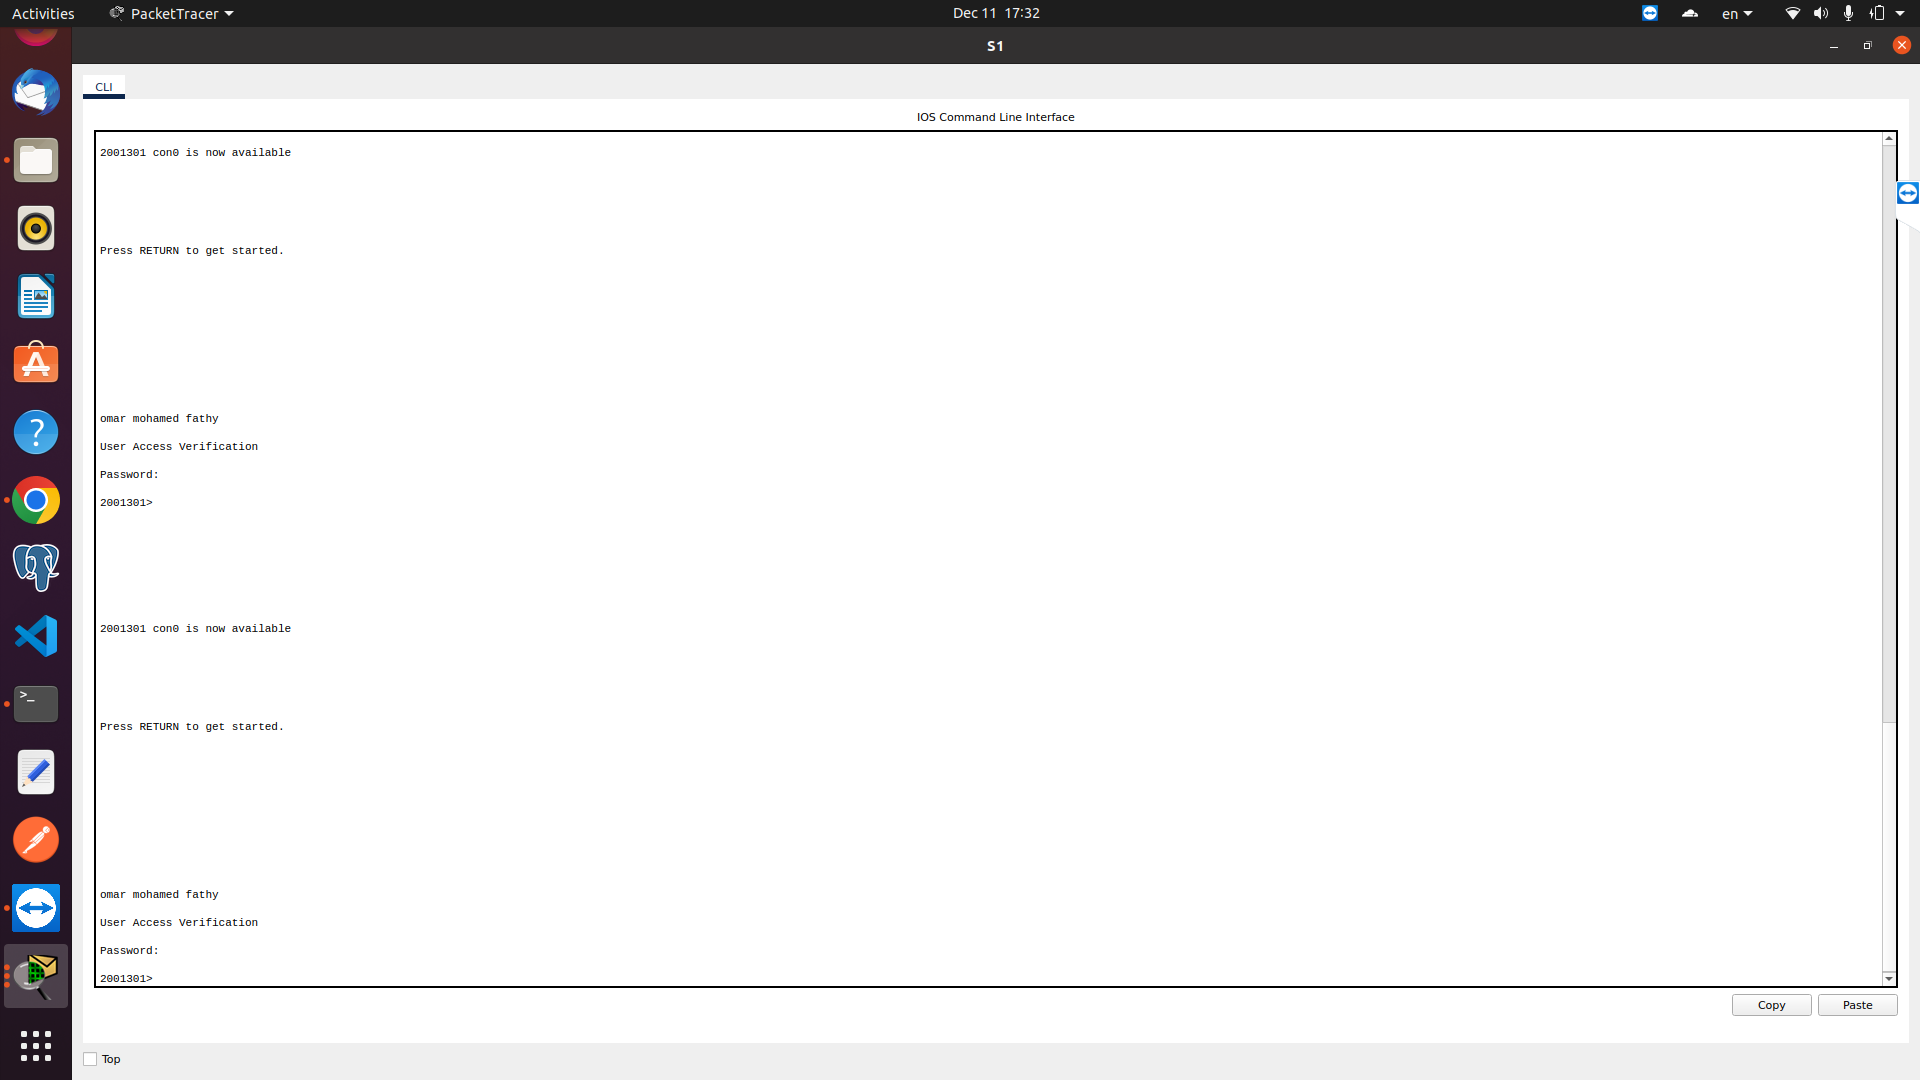 Activities
PacketTracer
Dec 11 17:32
en
S1
CLI
IOS Command Line Interface
2001301 con0 is now available
Press RETURN to get started.
omar mohamed fathy
User Access Verification
Password:
2001301>
2001301 con0 is now available
Press RETURN to get started.
omar mohamed fathy
User Access Verification
Password:
2001301>
Copy
Paste
Top